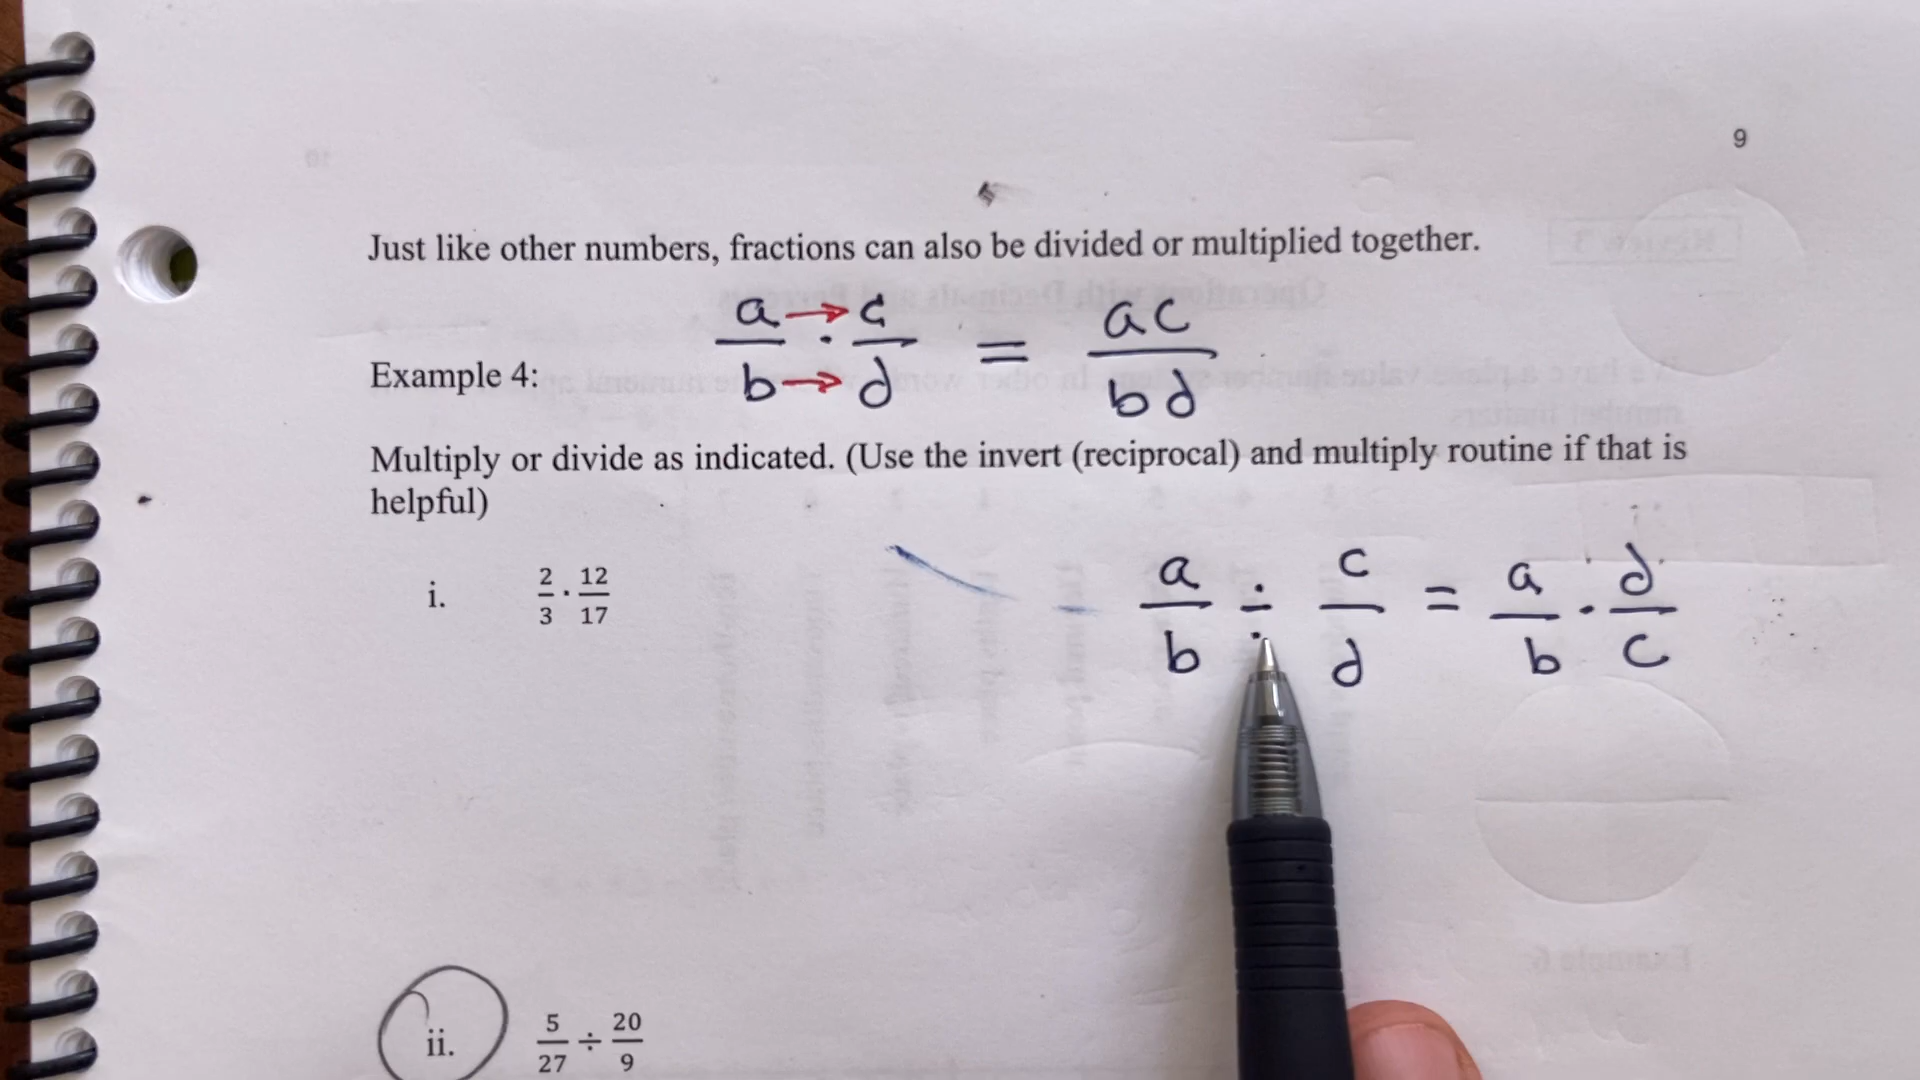 9
Just like other numbers, fractions can also be divided or multiplied together.
a/b → · → c/d = ac/bd
Example 4:
Multiply or divide as indicated. (Use the invert (reciprocal) and multiply routine if that is
helpful)
a/b ÷ c/d = a/b · d/c
i. 2/3 · 12/17
ii. 5/27 ÷ 20/9